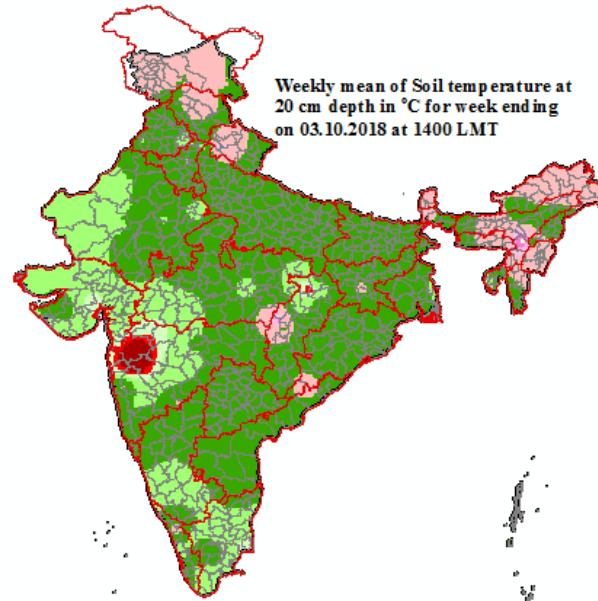 Weekly mean of Soil temperature at
20 cm depth in °C for week ending
on 03.10.2018 at 1400 LMT